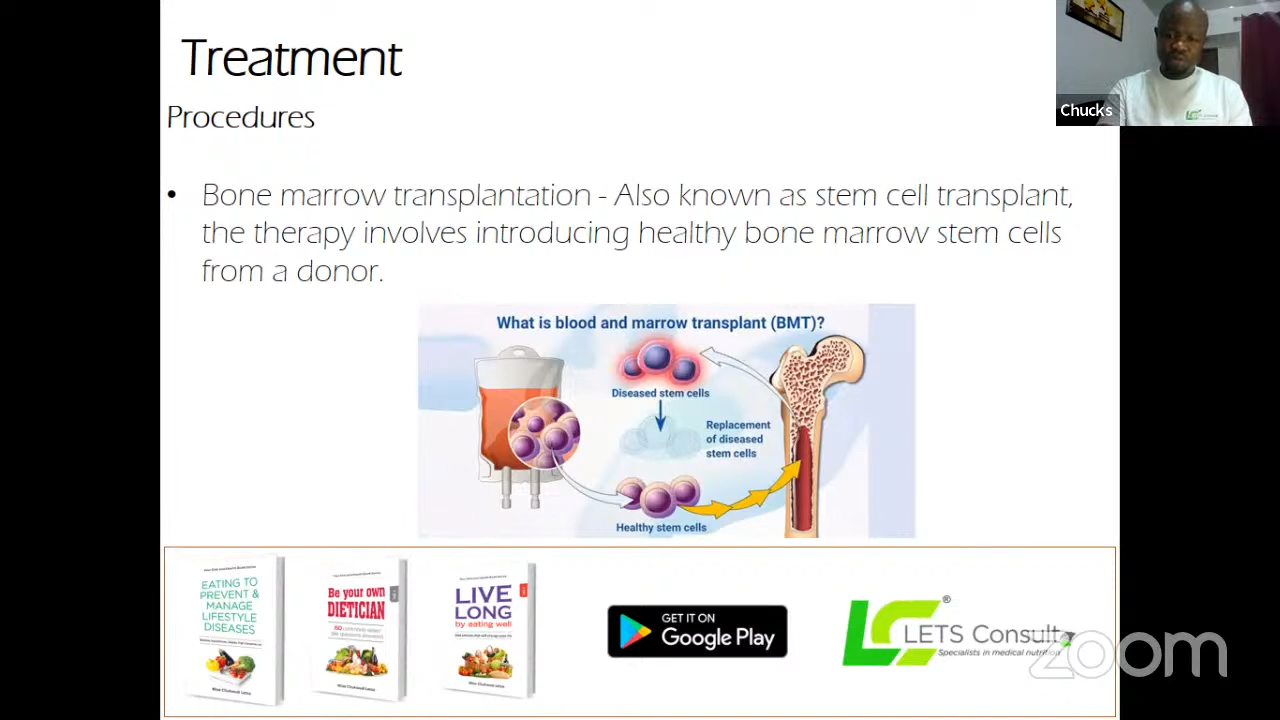 Treatment
Procedures
Chucks
• Bone marrow transplantation - Also known as stem cell transplant,
the therapy involves introducing healthy bone marrow stem cells
from a donor.
What is blood and marrow transplant (BMT)?
Diseased stem cells
Replacement
of diseased
stem cells
Healthy stem cells
EATING TO
PREVENT &
MANAGE
LIFESTYLE
DISEASES
Be your own
DIETICIAN
LIVE
LONG
by eating well
GET IT ON
Google Play
LETS Consult
Specialists in medical nutrition
zoom